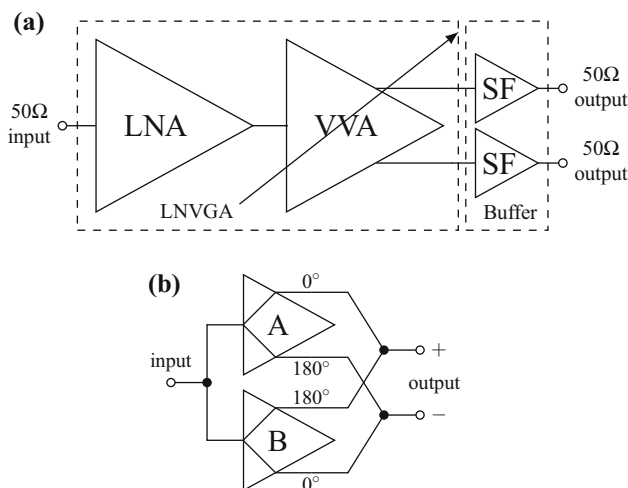 (a)
50Ω
input
LNA
VVA
LNVGA
SF
SF
Buffer
50Ω
output
50Ω
output
(b)
input
A
B
0°
180°
180°
0°
+
output
−